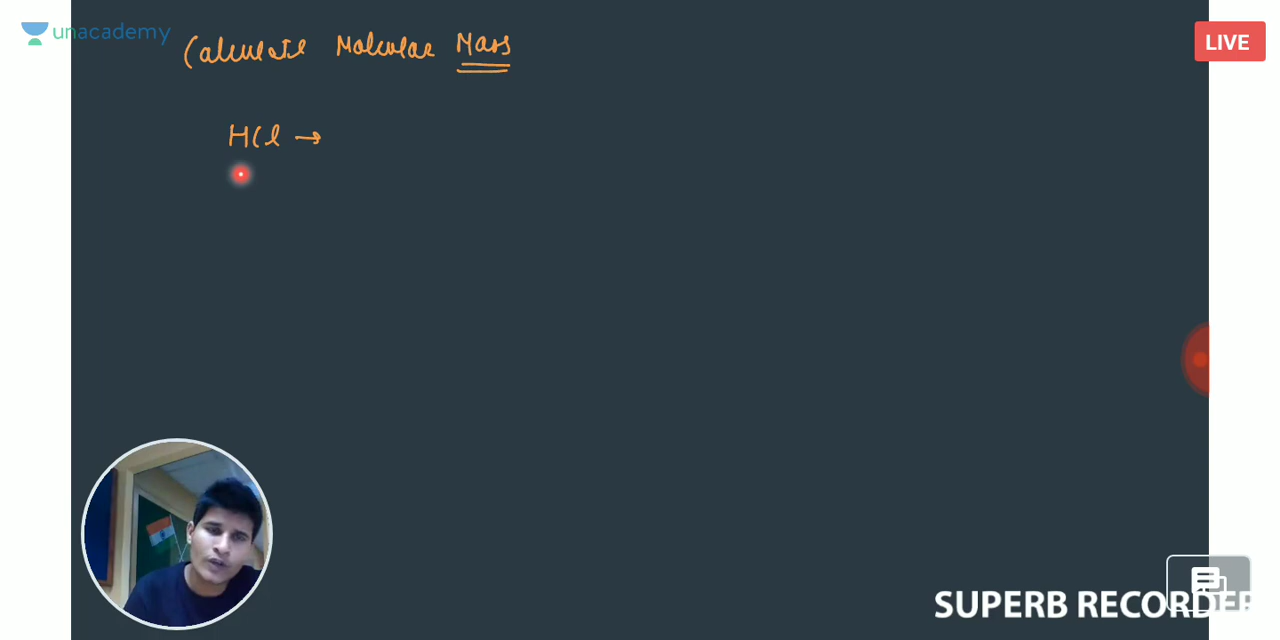 unacademy
Calculate Molecular Mass
LIVE
HCl →
SUPERB RECORDER